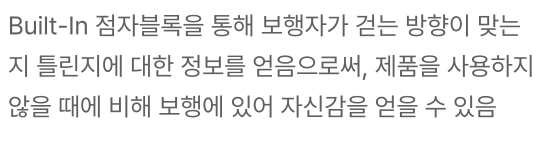 Built-In 점자블록을 통해 보행자가 걷는 방향이 맞는
지 틀린지에 대한 정보를 얻음으로써, 제품을 사용하지
않을 때에 비해 보행에 있어 자신감을 얻을 수 있음